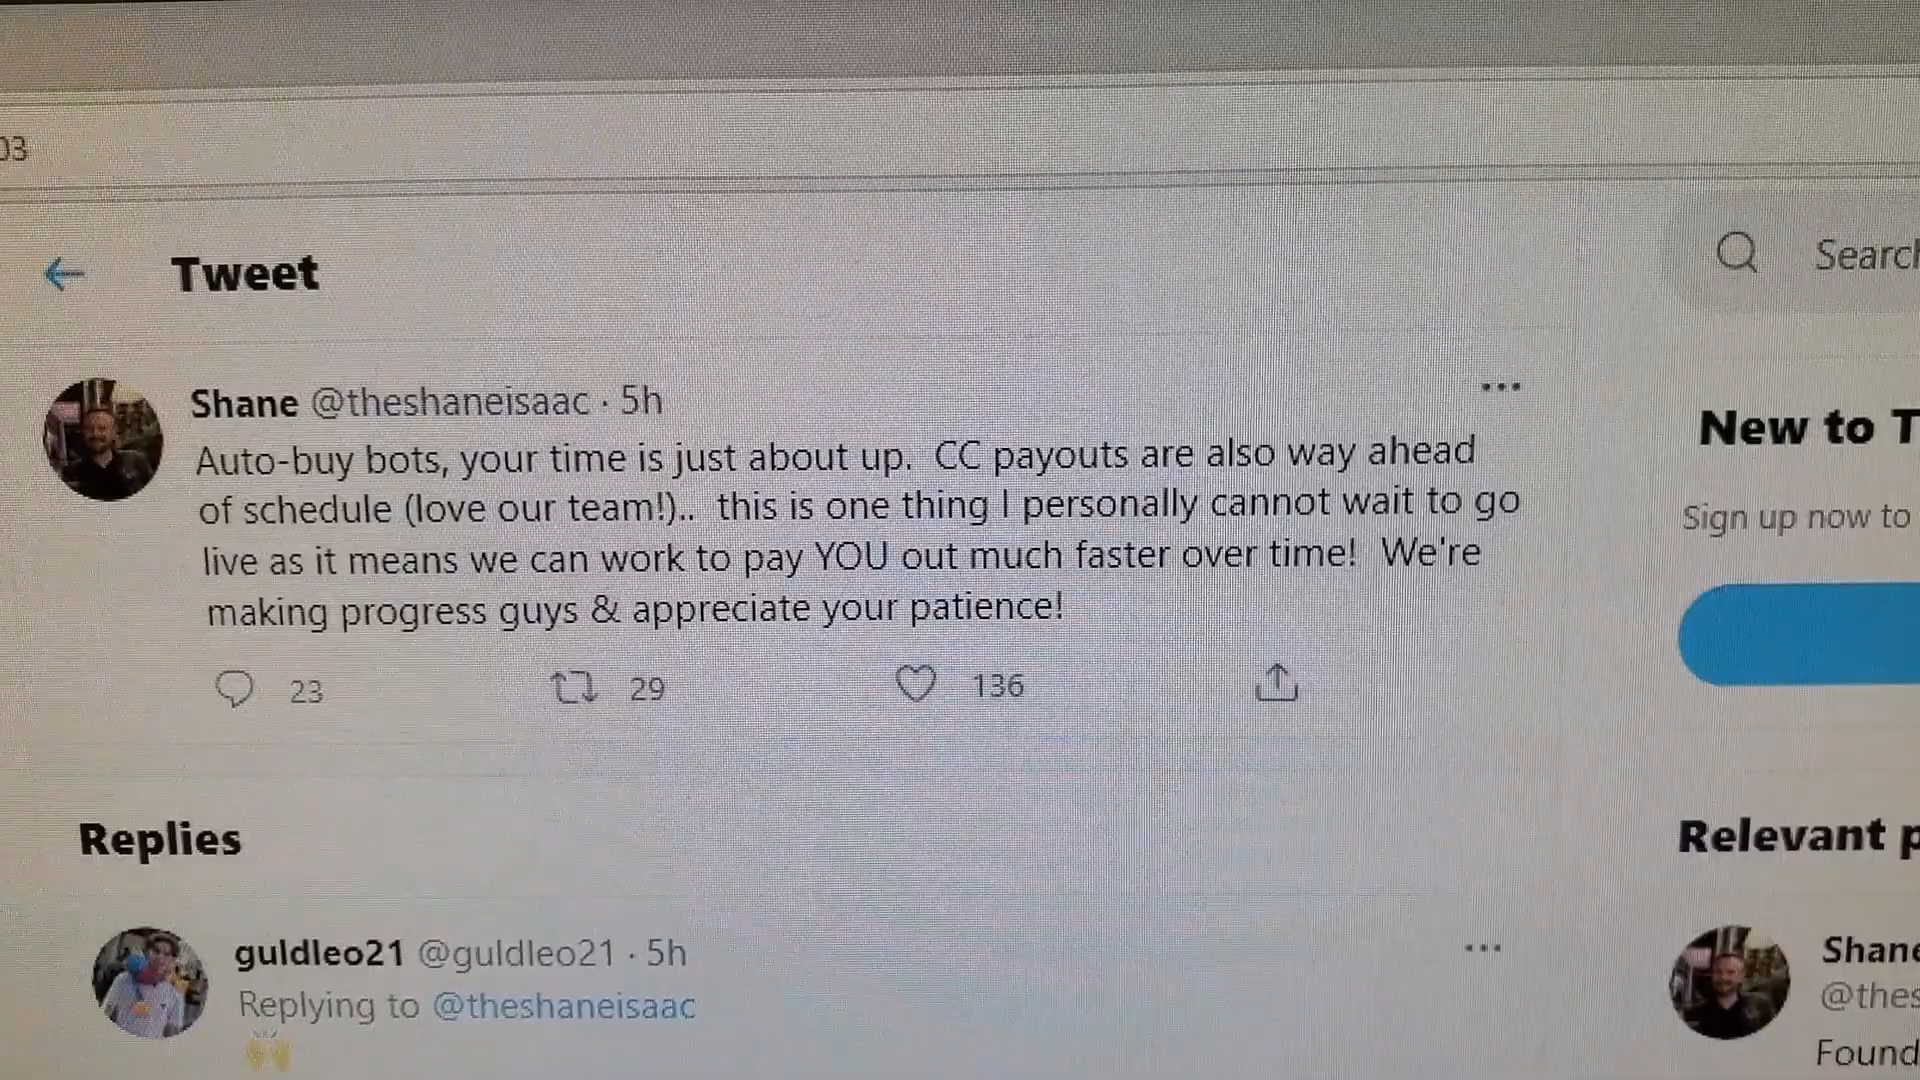 03
Tweet
Search
Shane @theshaneisaac · 5h
Auto-buy bots, your time is just about up.  CC payouts are also way ahead
of schedule (love our team!)..  this is one thing I personally cannot wait to go
live as it means we can work to pay YOU out much faster over time!  We're
making progress guys & appreciate your patience!
23 29 136
New to T
Sign up now to
Replies
guldleo21 @guldleo21 · 5h
Replying to @theshaneisaac
🙌
Relevant p
Shane
@thes
Found